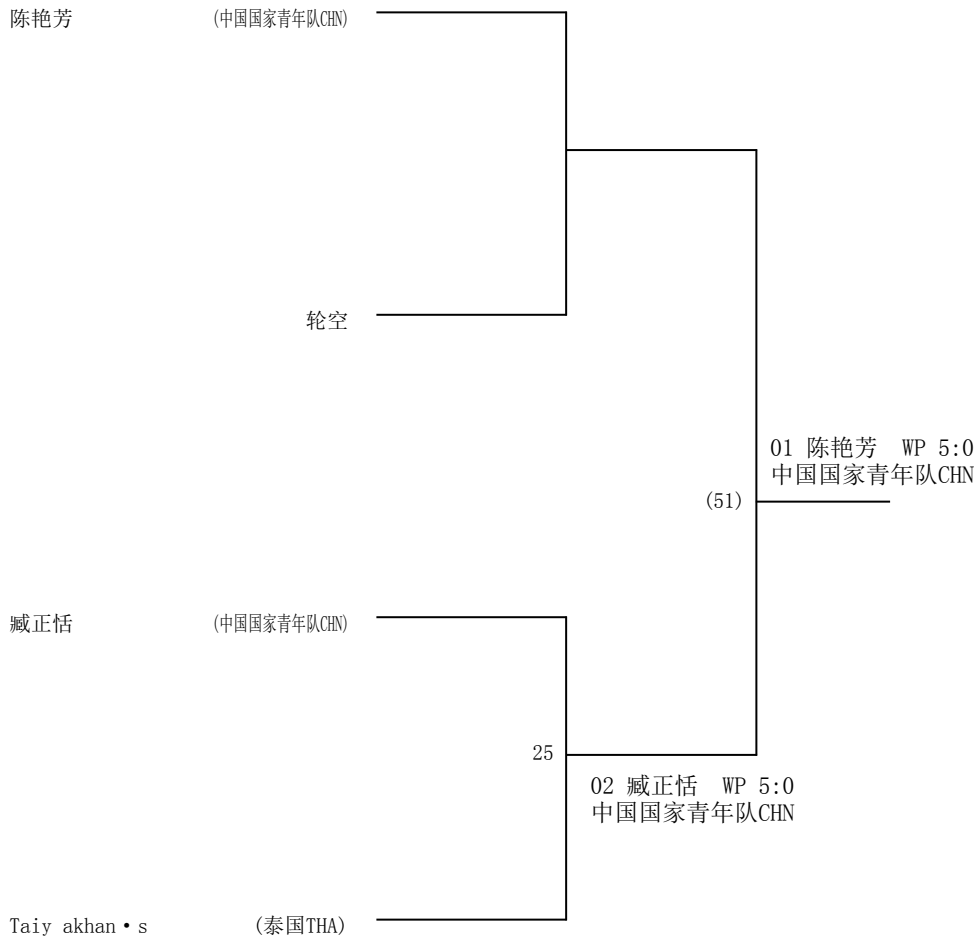 陈艳芳 (中国国家青年队CHN)
轮空
01 陈艳芳 WP 5:0
中国国家青年队CHN
(51)
臧正恬 (中国国家青年队CHN)
25
02 臧正恬 WP 5:0
中国国家青年队CHN
Taiy akhan·s (泰国THA)